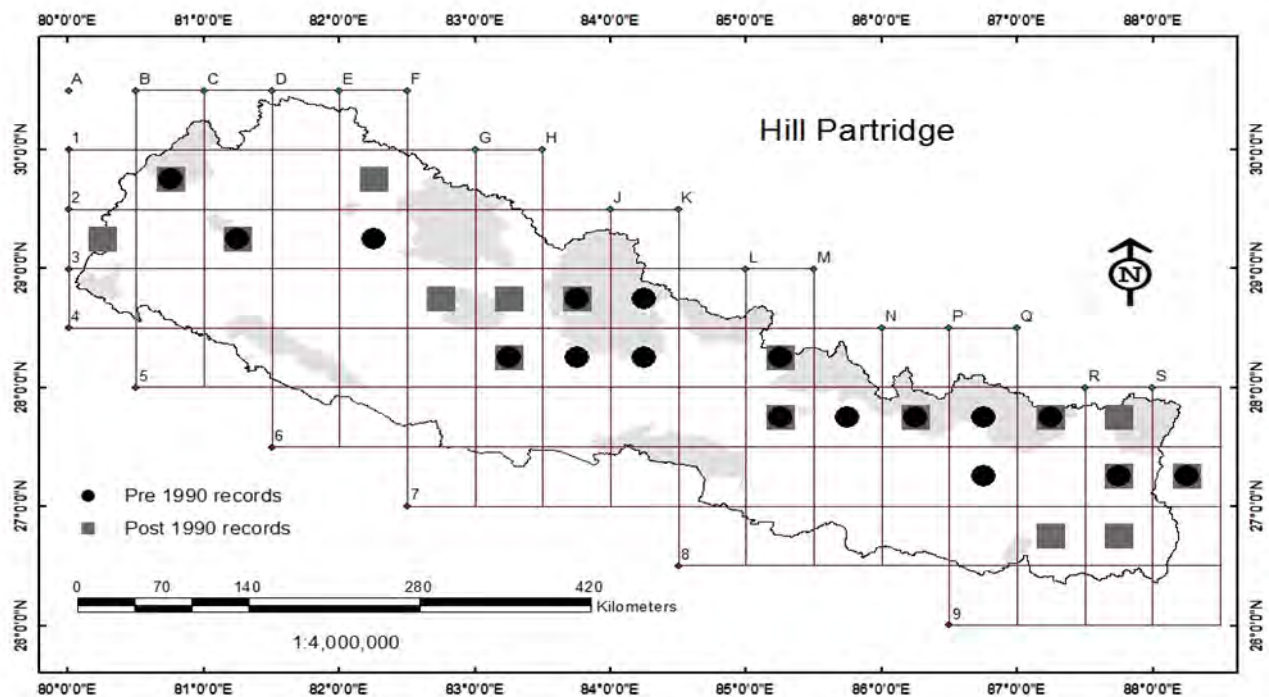 80°0'0"E 81°0'0"E 82°0'0"E 83°0'0"E 84°0'0"E 85°0'0"E 86°0'0"E 87°0'0"E 88°0'0"E
A B C D E F
Hill Partridge
1 G H
30°0'0"N 30°0'0"N
2 J K
29°0'0"N 29°0'0"N
3 L M
N
4 N P Q
28°0'0"N 28°0'0"N
5 R S
6
Pre 1990 records
7
27°0'0"N 27°0'0"N
Post 1990 records
8
0 70 140 280 420
Kilometers
9
26°0'0"N 26°0'0"N
1:4,000,000
80°0'0"E 81°0'0"E 82°0'0"E 83°0'0"E 84°0'0"E 85°0'0"E 86°0'0"E 87°0'0"E 88°0'0"E